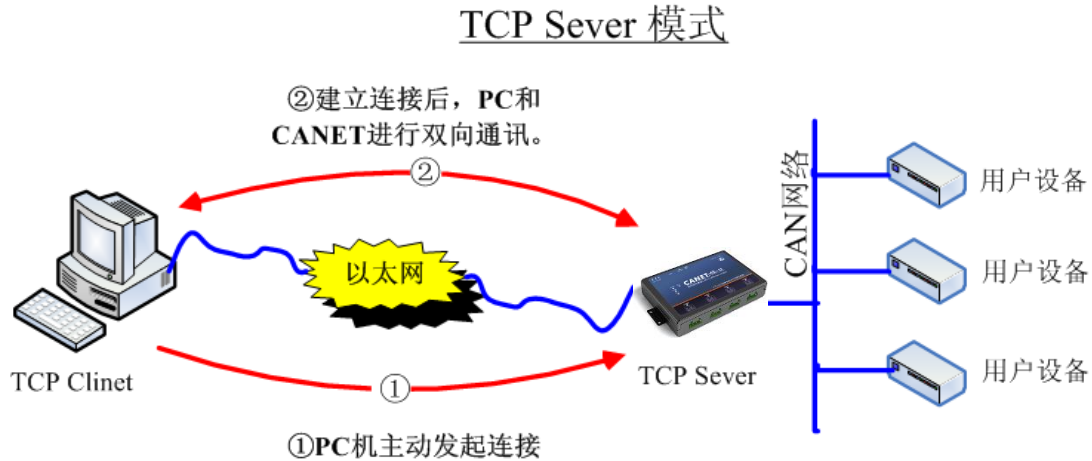 TCP Sever 模式
②建立连接后，PC和
CANET进行双向通讯。
②
CAN网络
用户设备
以太网
CANET
用户设备
TCP Clinet
TCP Sever
用户设备
①
①PC机主动发起连接